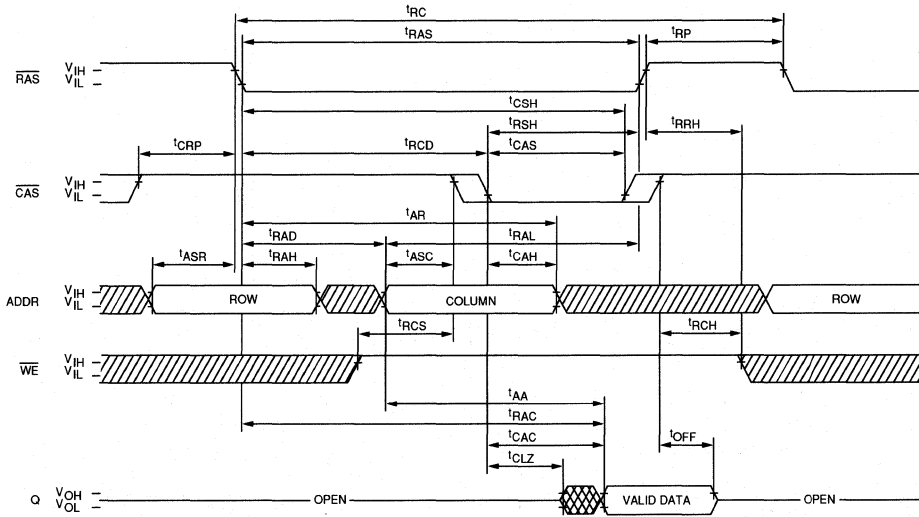 tRC
tRAS
tRP
RAS
VIH
VIL
tCSH
tRSH
tRRH
tCRP
tRCD
tCAS
CAS
VIH
VIL
tAR
tRAD
tRAL
tASR
tRAH
tASC
tCAH
ADDR
VIH
VIL
ROW
COLUMN
ROW
tRCS
tRCH
WE
VIH
VIL
tAA
tRAC
tCAC
tOFF
tCLZ
Q
VOH
VOL
OPEN
VALID DATA
OPEN